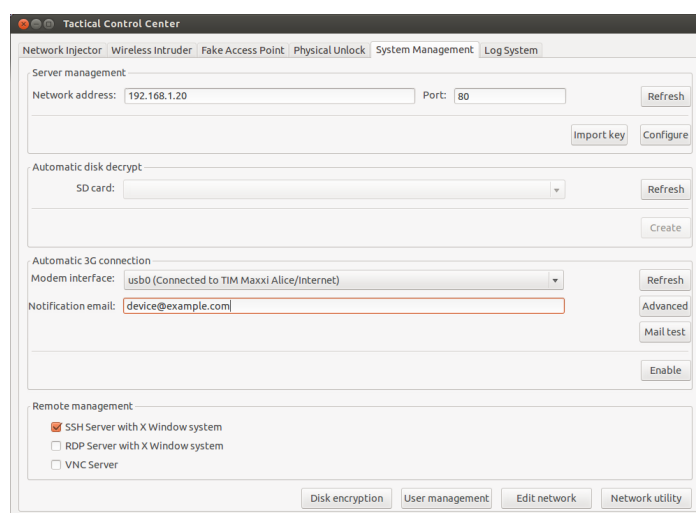 Tactical Control Center
Network Injector Wireless Intruder Fake Access Point Physical Unlock System Management Log System
Server management
Network address: 192.168.1.20 Port: 80 Refresh
Import key Configure
Automatic disk decrypt
SD card: Refresh
Create
Automatic 3G connection
Modem interface: usb0 (Connected to TIM Maxxi Alice/Internet) Refresh
Notification email: device@example.com Advanced
Mail test
Enable
Remote management
SSH Server with X Window system
RDP Server with X Window system
VNC Server
Disk encryption User management Edit network Network utility